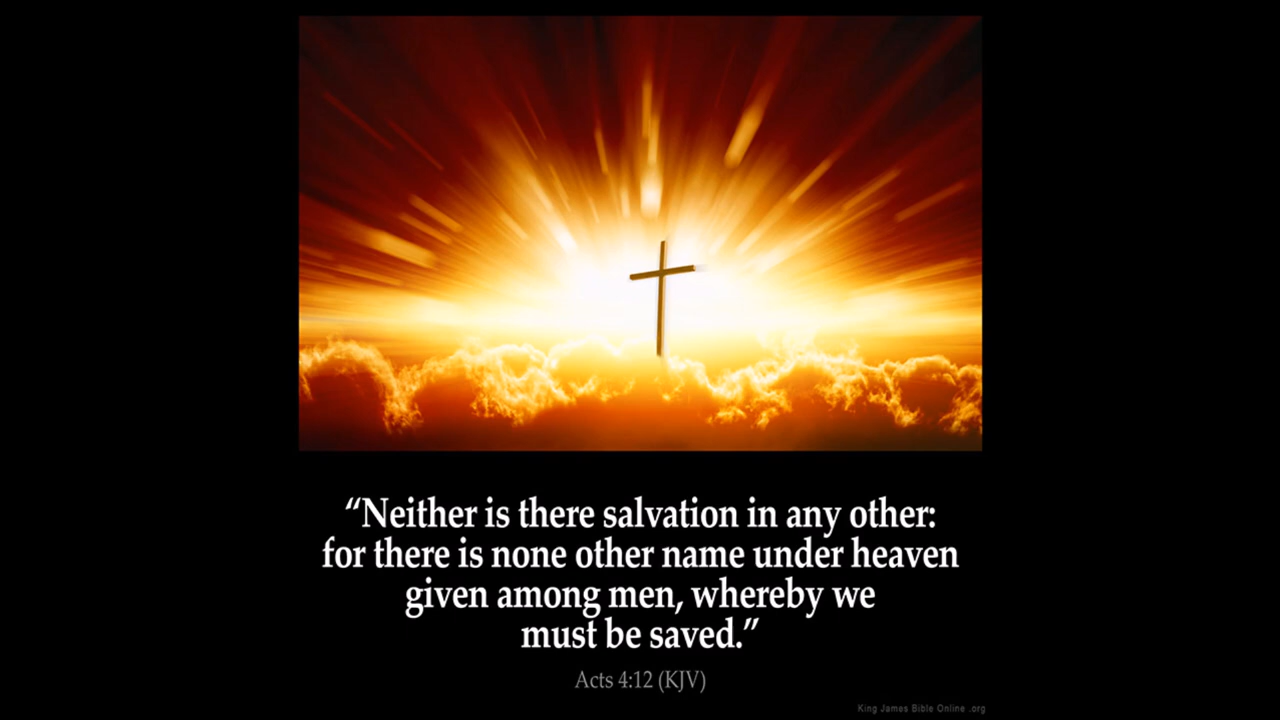 “Neither is there salvation in any other:
for there is none other name under heaven
given among men, whereby we
must be saved.”
Acts 4:12 (KJV)
King James Bible Online .org